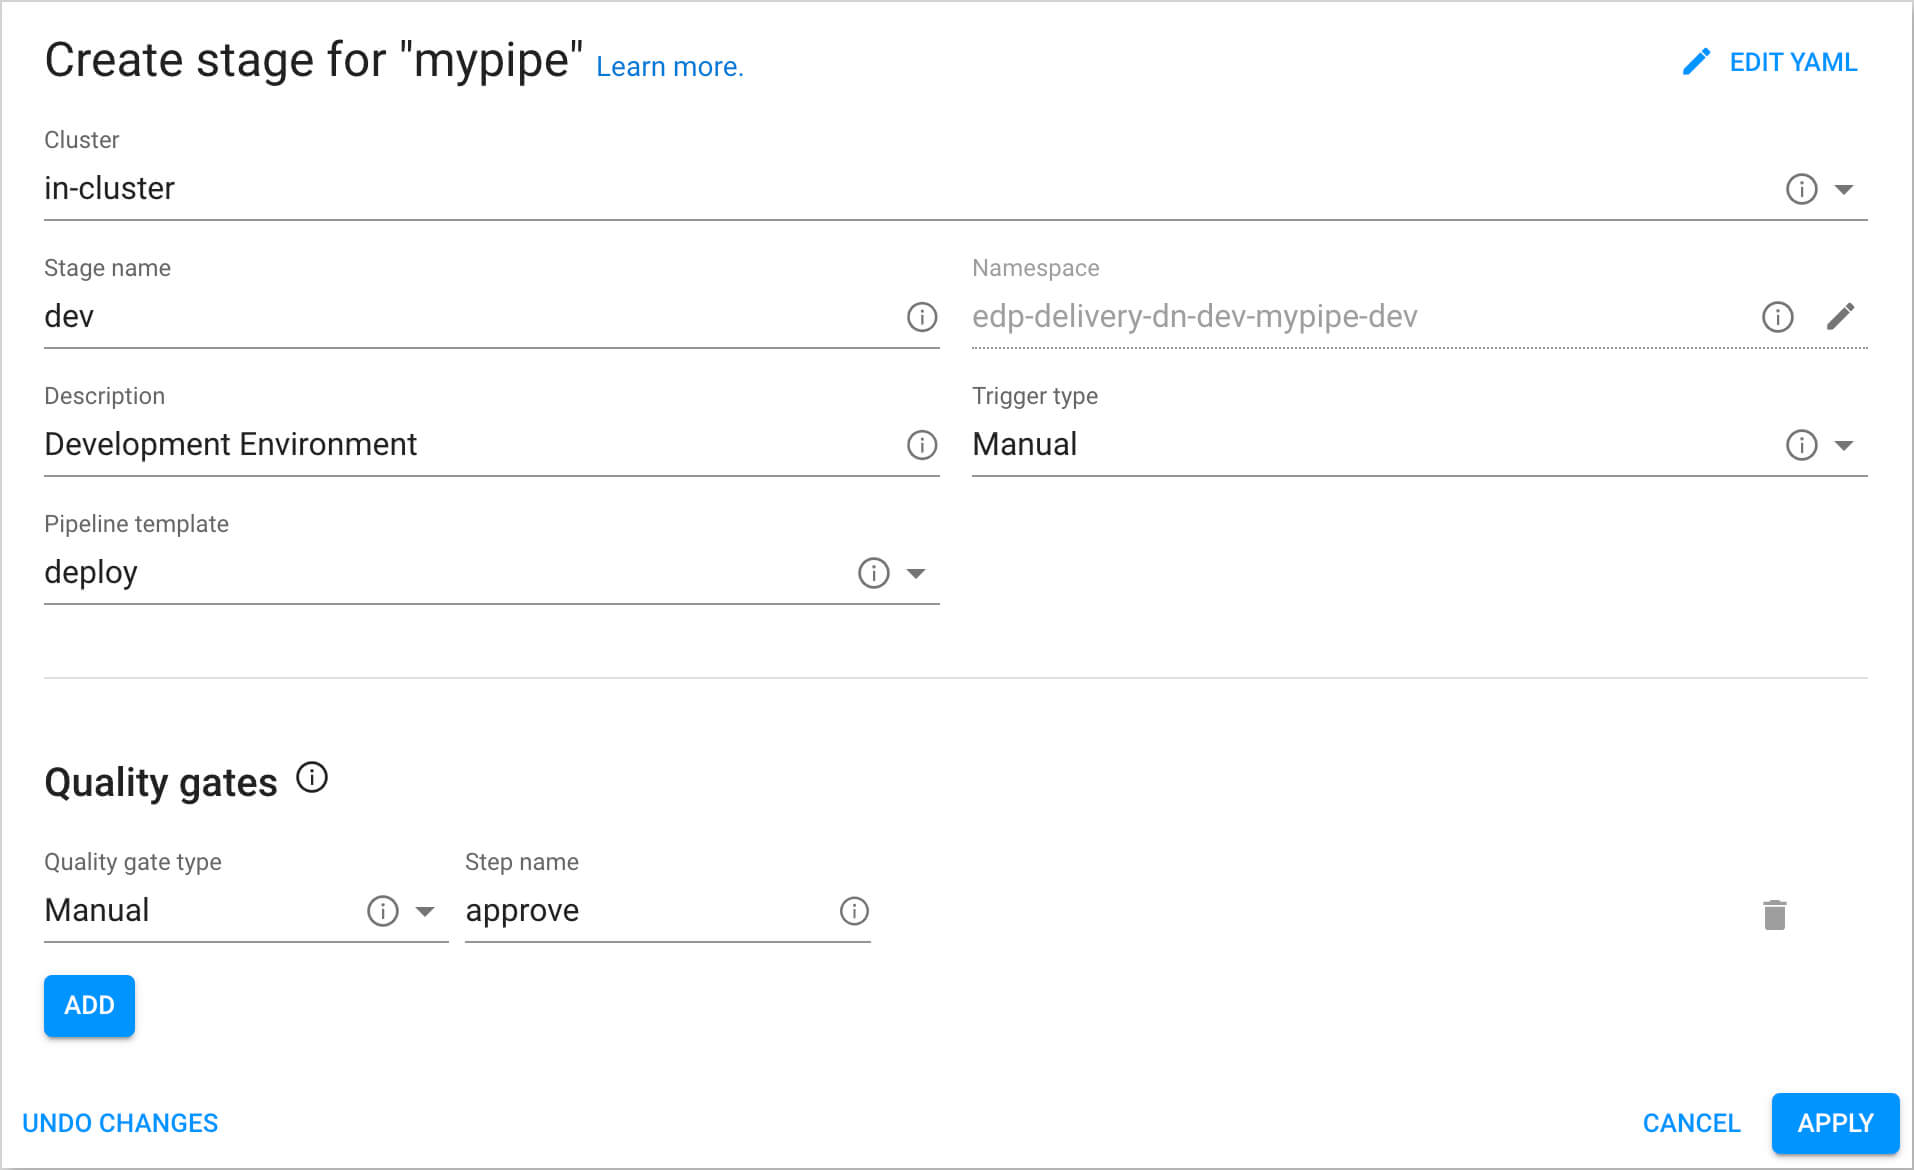 Create stage for "mypipe" Learn more.
EDIT YAML
Cluster
in-cluster
Stage name
dev
Namespace
edp-delivery-dn-dev-mypipe-dev
Description
Development Environment
Trigger type
Manual
Pipeline template
deploy
Quality gates
Quality gate type
Manual
Step name
approve
ADD
UNDO CHANGES
CANCEL
APPLY